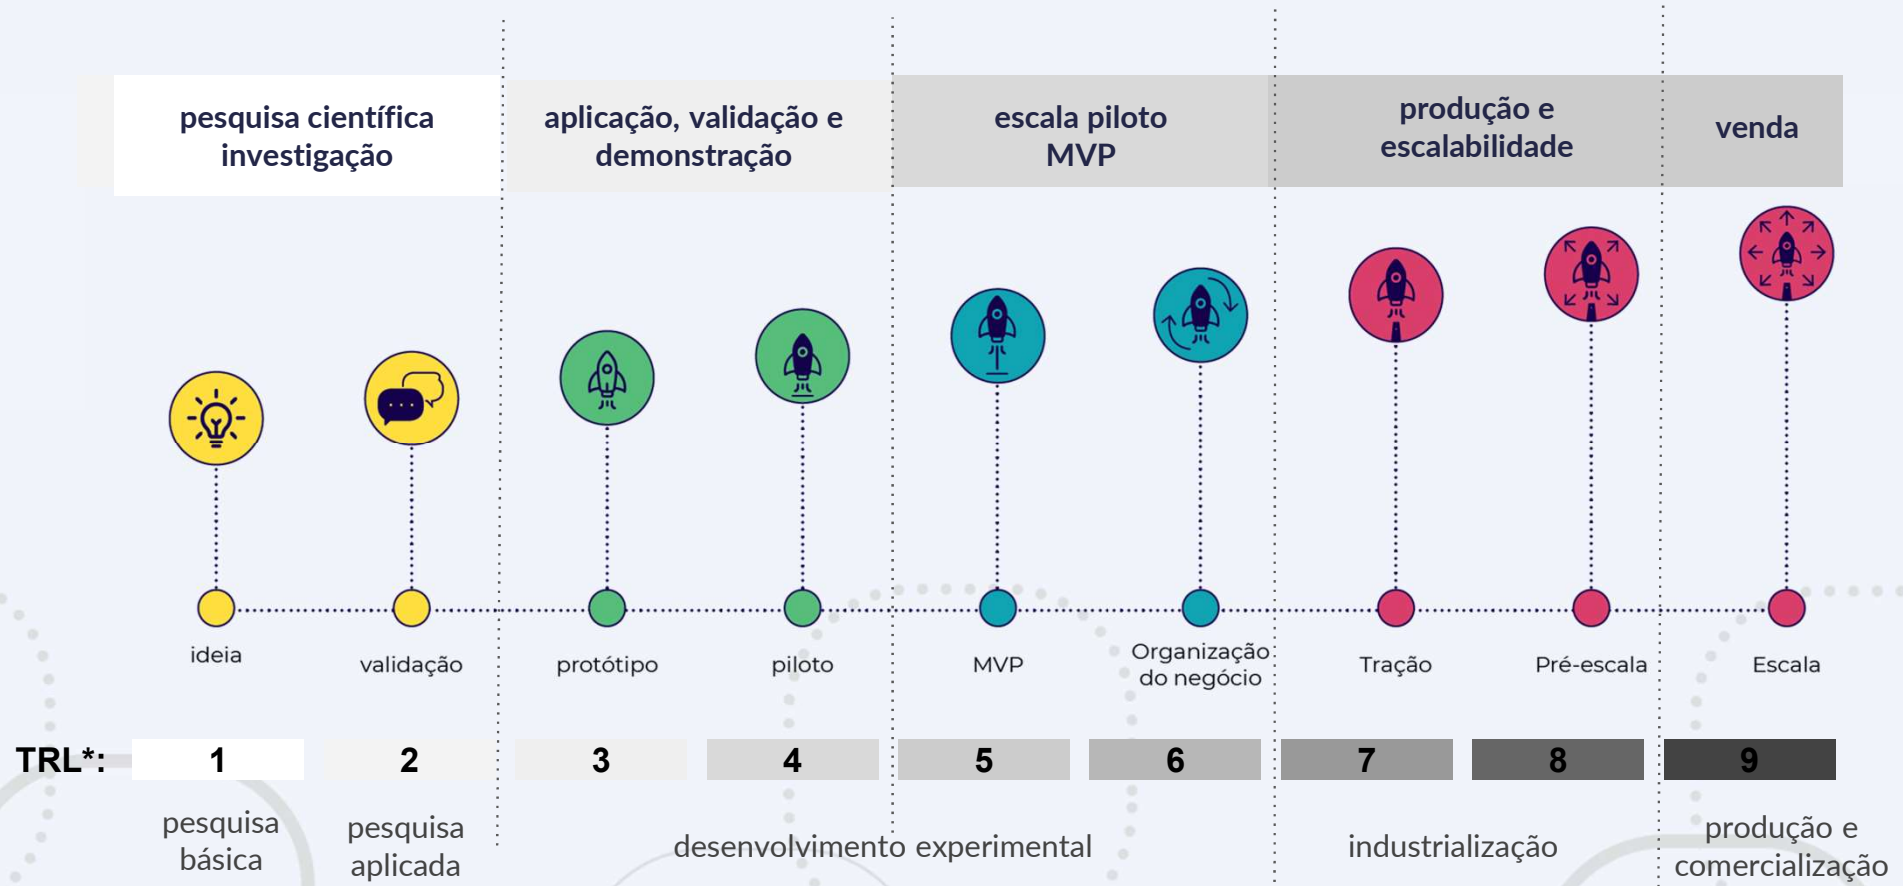 pesquisa científica
investigação
aplicação, validação e
demonstração
escala piloto
MVP
produção e
escalabilidade
venda
ideia
validação
protótipo
piloto
MVP
Organização
do negócio
Tração
Pré-escala
Escala
TRL*:
1
2
3
4
5
6
7
8
9
pesquisa
básica
pesquisa
aplicada
desenvolvimento experimental
industrialização
produção e
comercialização